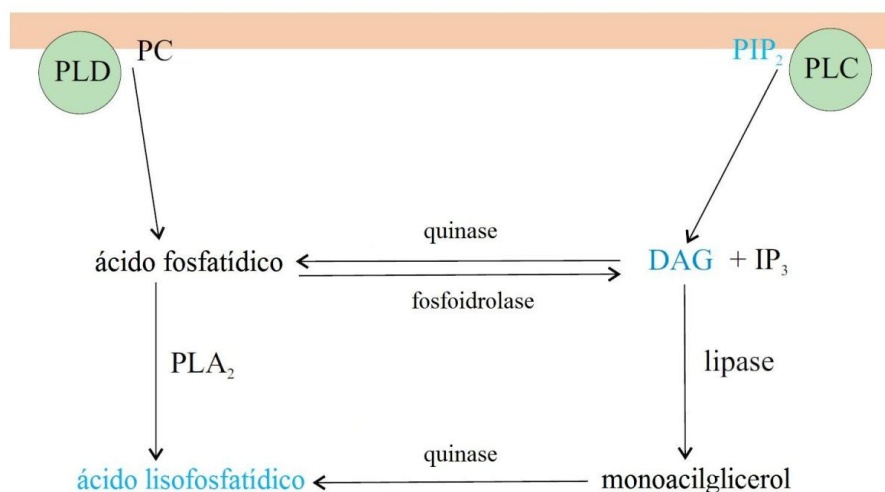 PLD PC PIP₂ PLC
quinase
ácido fosfatídico DAG + IP₃
fosfoidrolase
PLA₂ lipase
quinase
ácido lisofosfatídico monoacilglicerol